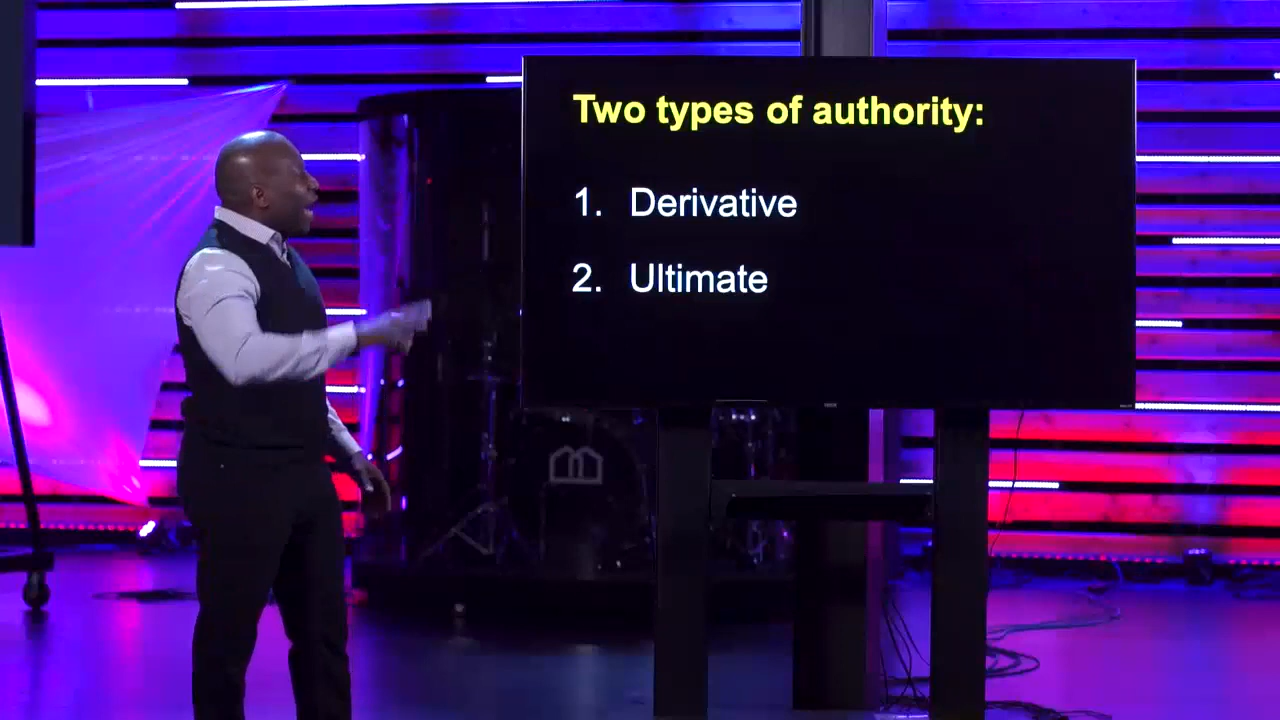 Two types of authority:
1. Derivative
2. Ultimate